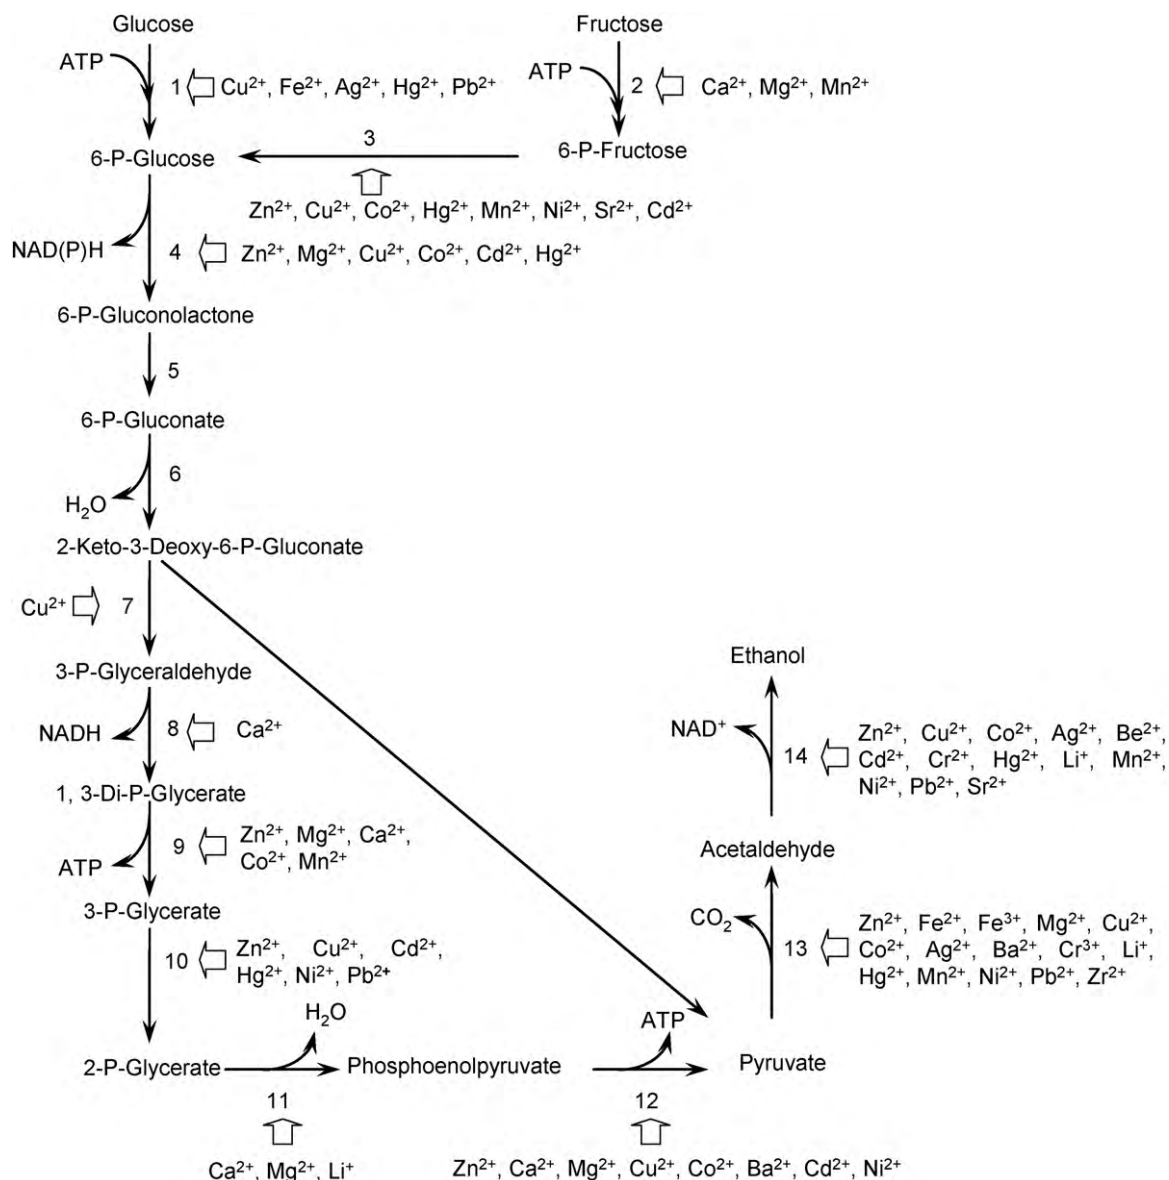 Glucose
Fructose
ATP
1
Cu²⁺, Fe²⁺, Ag²⁺, Hg²⁺, Pb²⁺
ATP
2
Ca²⁺, Mg²⁺, Mn²⁺
6-P-Glucose
3
6-P-Fructose
Zn²⁺, Cu²⁺, Co²⁺, Hg²⁺, Mn²⁺, Ni²⁺, Sr²⁺, Cd²⁺
NAD(P)H
4
Zn²⁺, Mg²⁺, Cu²⁺, Co²⁺, Cd²⁺, Hg²⁺
6-P-Gluconolactone
5
6-P-Gluconate
6
H₂O
2-Keto-3-Deoxy-6-P-Gluconate
Cu²⁺
7
3-P-Glyceraldehyde
NADH
8
Ca²⁺
1, 3-Di-P-Glycerate
ATP
9
Zn²⁺, Mg²⁺, Ca²⁺,
Co²⁺, Mn²⁺
3-P-Glycerate
10
Zn²⁺, Cu²⁺, Cd²⁺,
Hg²⁺, Ni²⁺, Pb²⁺
2-P-Glycerate
H₂O
11
Ca²⁺, Mg²⁺, Li⁺
Phosphoenolpyruvate
ATP
12
Zn²⁺, Ca²⁺, Mg²⁺, Cu²⁺, Co²⁺, Ba²⁺, Cd²⁺, Ni²⁺
Pyruvate
CO₂
13
Zn²⁺, Fe²⁺, Fe³⁺, Mg²⁺, Cu²⁺,
Co²⁺, Ag²⁺, Ba²⁺, Cr³⁺, Li⁺,
Hg²⁺, Mn²⁺, Ni²⁺, Pb²⁺, Zr²⁺
Acetaldehyde
NAD⁺
14
Zn²⁺, Cu²⁺, Co²⁺, Ag²⁺, Be²⁺,
Cd²⁺, Cr²⁺, Hg²⁺, Li⁺, Mn²⁺,
Ni²⁺, Pb²⁺, Sr²⁺
Ethanol